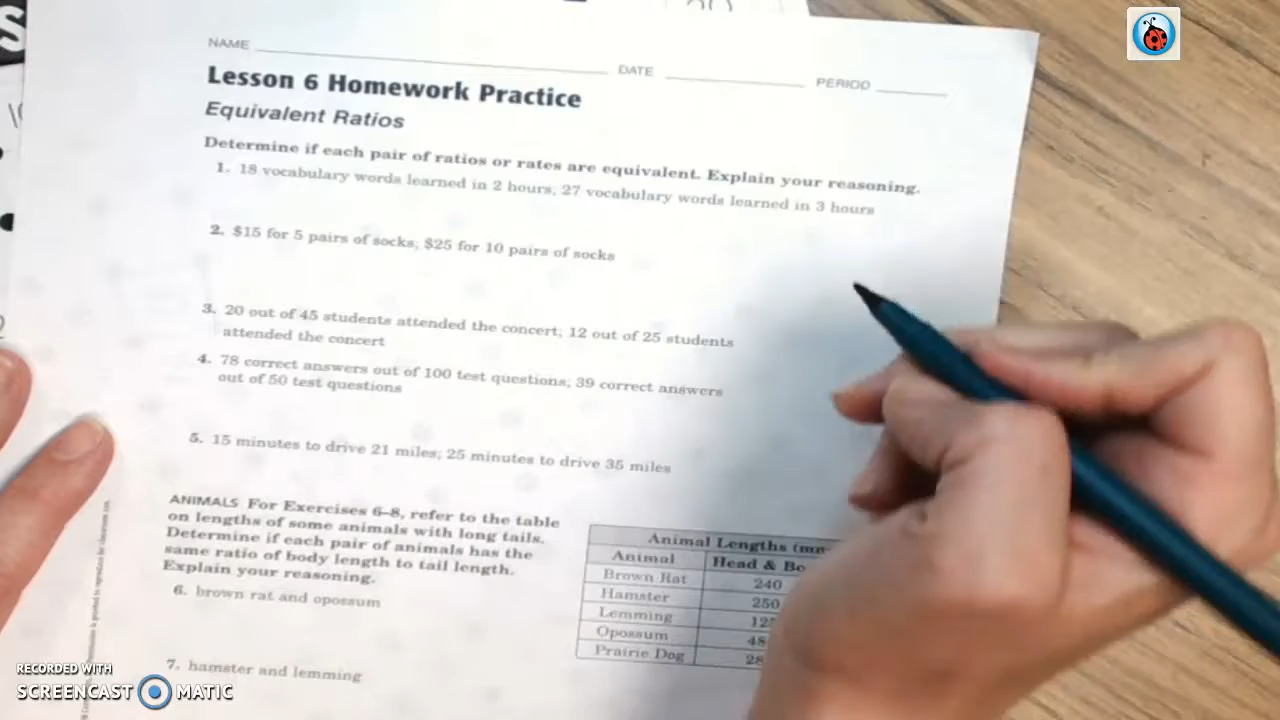 NAME DATE PERIOD
Lesson 6 Homework Practice
Equivalent Ratios
Determine if each pair of ratios or rates are equivalent. Explain your reasoning.
1. 18 vocabulary words learned in 2 hours; 27 vocabulary words learned in 3 hours
2. $15 for 5 pairs of socks; $25 for 10 pairs of socks
3. 20 out of 45 students attended the concert; 12 out of 25 students
attended the concert
4. 78 correct answers out of 100 test questions; 39 correct answers
out of 50 test questions
5. 15 minutes to drive 21 miles; 25 minutes to drive 35 miles
ANIMALS For Exercises 6–8, refer to the table
on lengths of some animals with long tails.
Determine if each pair of animals has the
same ratio of body length to tail length.
Explain your reasoning.
6. brown rat and opossum
7. hamster and lemming
Animal Lengths
Animal Head &
Brown Rat 240
Hamster 250
Lemming
Opossum
Prairie Dog
RECORDED WITH
SCREENCAST MATIC